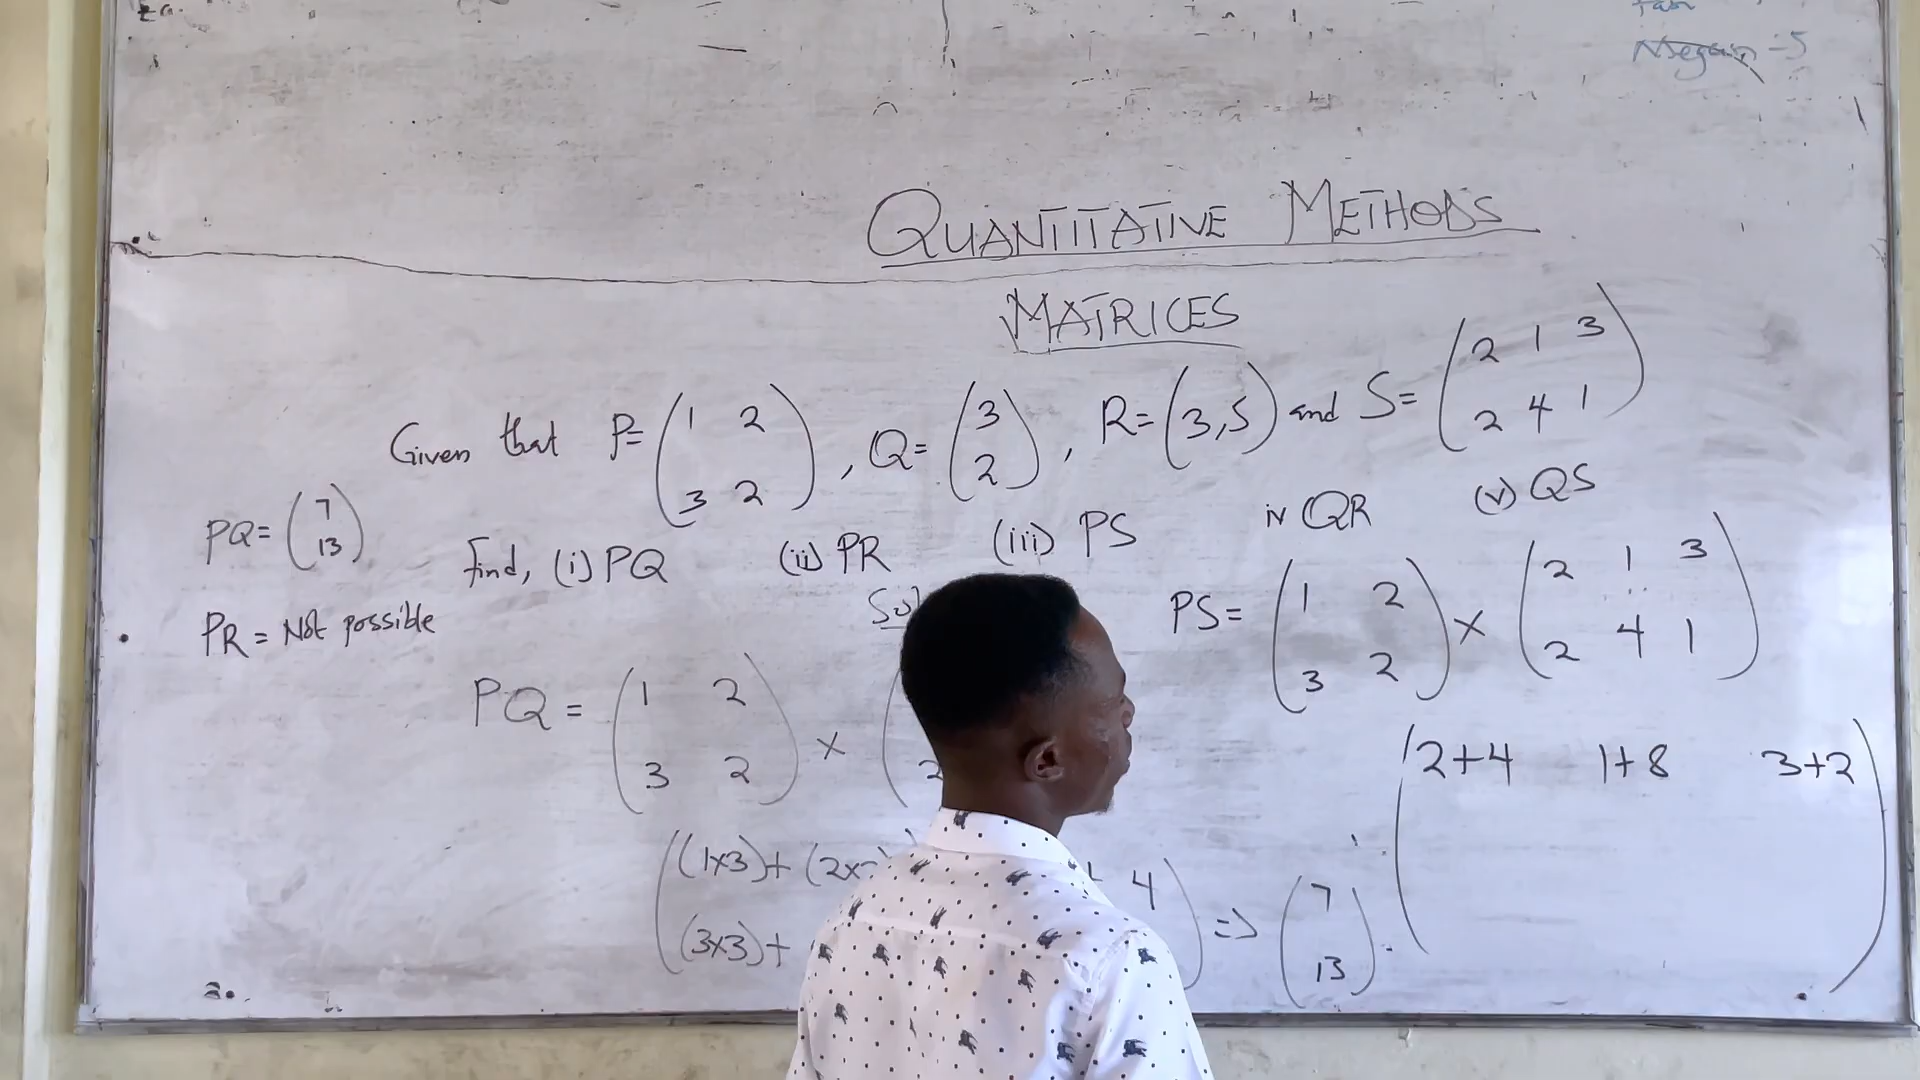 Nsegain = 5
QUANTITATIVE METHODS
MATRICES
Given that P = (1 2
3 2), Q = (3
2), R = (3,5) and S = (2 1 3
2 4 1)
Find, (i) PQ (ii) PR (iii) PS iv QR (v) QS
PQ = (7
13)
PR = Not possible
PQ = (1 2
3 2) ×
2
((1x3)+ (2x 4
(3x3)+ ) => (7
13).
PS = (1 2
3 2) × (2 1 3
2 4 1)
(2+4 1+8 3+2)
2.